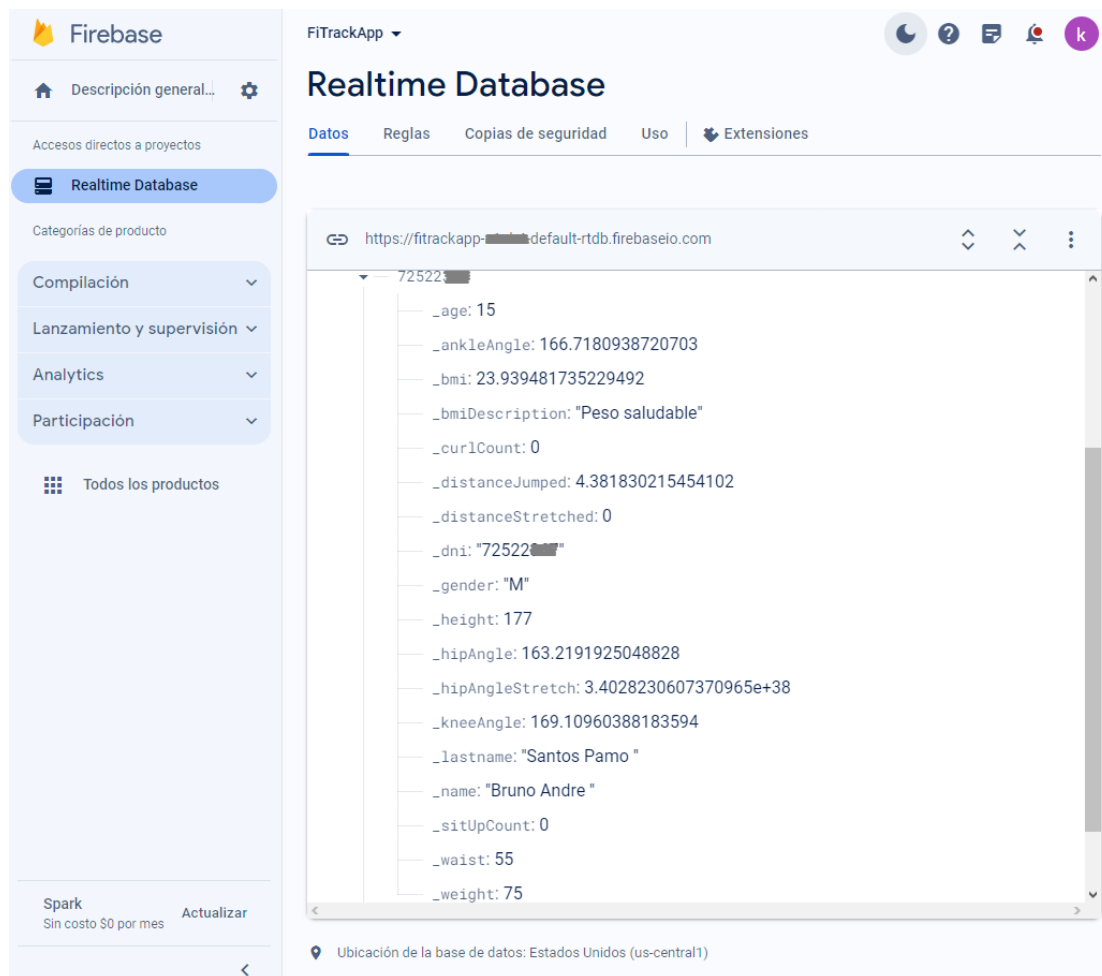 Firebase
Descripción general...
Accesos directos a proyectos
Realtime Database
Categorías de producto
Compilación
Lanzamiento y supervisión
Analytics
Participación
Todos los productos
Spark
Sin costo $0 por mes
Actualizar
FiTrackApp
k
Realtime Database
Datos Reglas Copias de seguridad Uso Extensiones
https://fitrackapp- -default-rtdb.firebaseio.com
72522
_age: 15
_ankleAngle: 166.7180938720703
_bmi: 23.939481735229492
_bmiDescription: "Peso saludable"
_curlCount: 0
_distanceJumped: 4.381830215454102
_distanceStretched: 0
_dni: "72522 "
_gender: "M"
_height: 177
_hipAngle: 163.2191925048828
_hipAngleStretch: 3.4028230607370965e+38
_kneeAngle: 169.10960388183594
_lastname: "Santos Pamo "
_name: "Bruno Andre "
_sitUpCount: 0
_waist: 55
_weight: 75
Ubicación de la base de datos: Estados Unidos (us-central1)